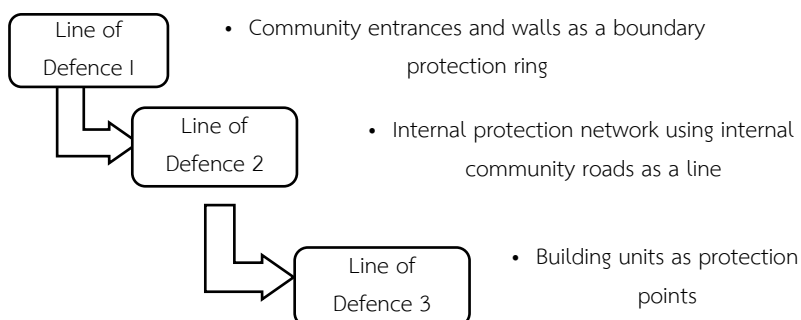 Line of
Defence I
• Community entrances and walls as a boundary
protection ring
Line of
Defence 2
• Internal protection network using internal
community roads as a line
Line of
Defence 3
• Building units as protection
points